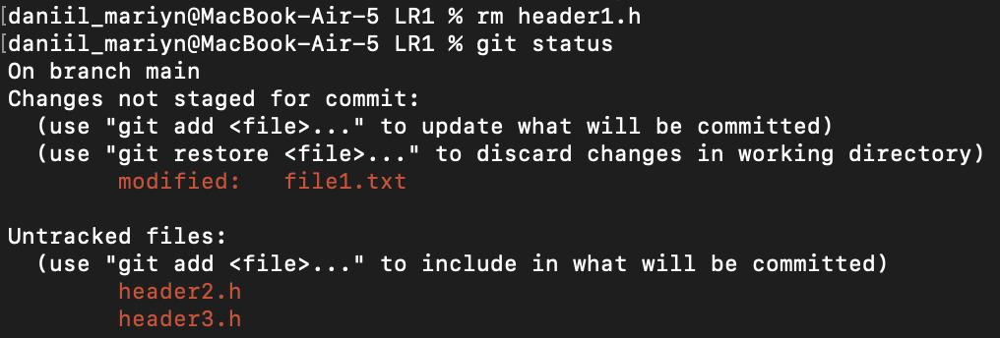 [daniil_mariyn@MacBook-Air-5 LR1 % rm header1.h
[daniil_mariyn@MacBook-Air-5 LR1 % git status
On branch main
Changes not staged for commit:
  (use "git add <file>..." to update what will be committed)
  (use "git restore <file>..." to discard changes in working directory)
        modified:   file1.txt

Untracked files:
  (use "git add <file>..." to include in what will be committed)
        header2.h
        header3.h